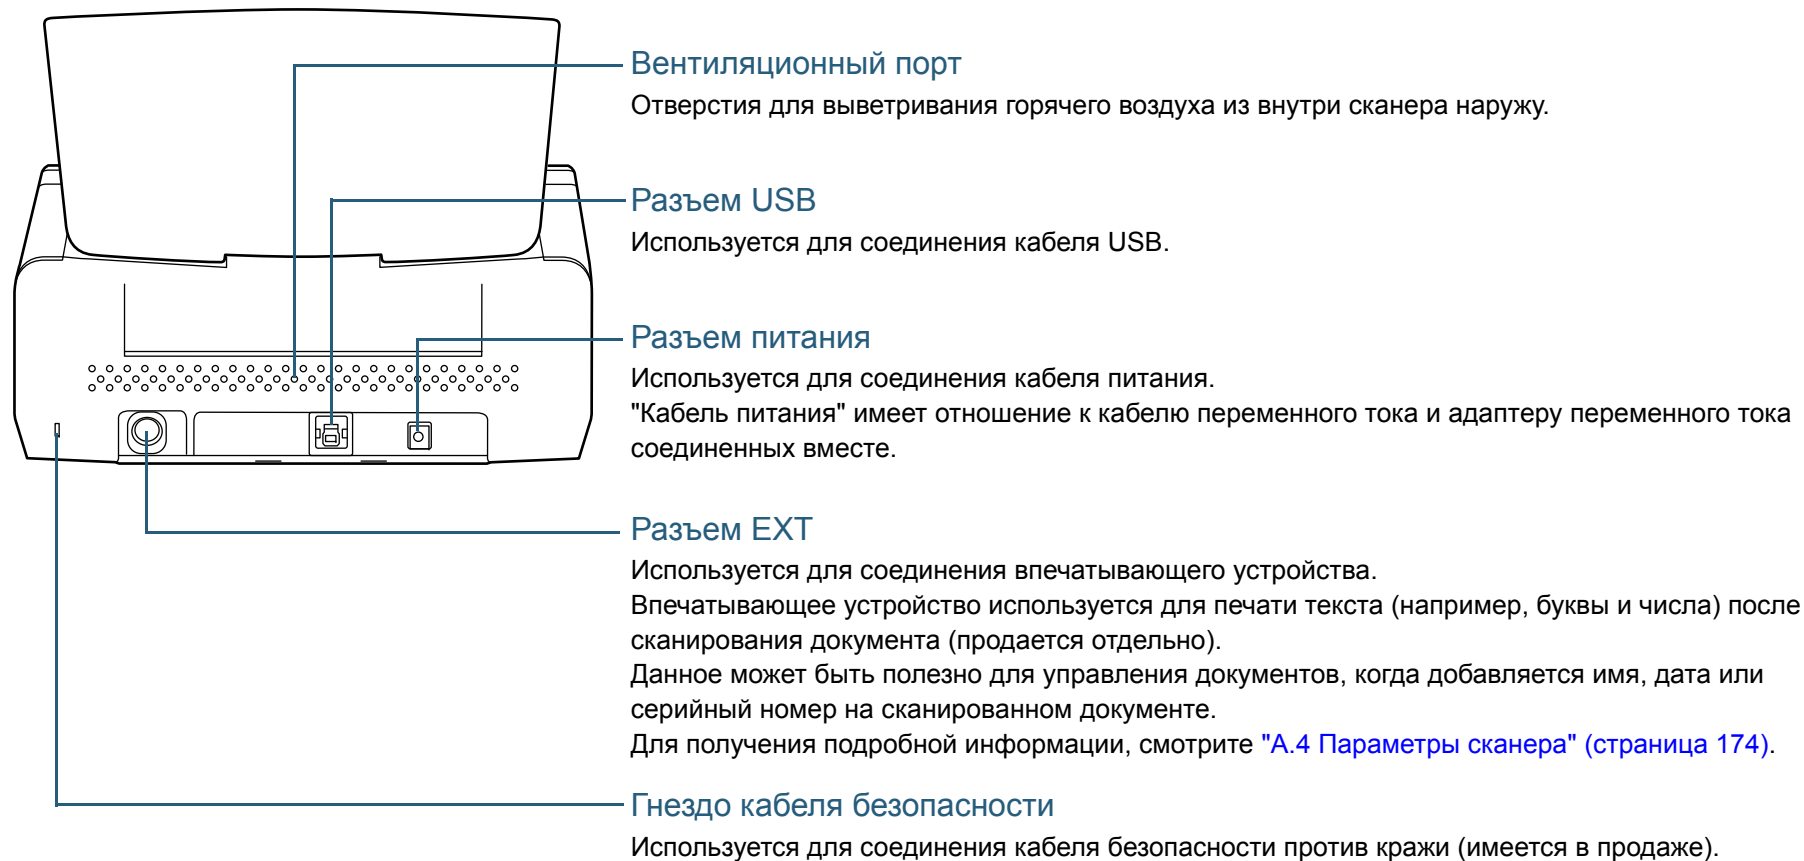 Вентиляционный порт
Отверстия для выветривания горячего воздуха из внутри сканера наружу.
Разъем USB
Используется для соединения кабеля USB.
Разъем питания
Используется для соединения кабеля питания.
"Кабель питания" имеет отношение к кабелю переменного тока и адаптеру переменного тока
соединенных вместе.
Разъем EXT
Используется для соединения впечатывающего устройства.
Впечатывающее устройство используется для печати текста (например, буквы и числа) после
сканирования документа (продается отдельно).
Данное может быть полезно для управления документов, когда добавляется имя, дата или
серийный номер на сканированном документе.
Для получения подробной информации, смотрите "A.4 Параметры сканера" (страница 174).
Гнездо кабеля безопасности
Используется для соединения кабеля безопасности против кражи (имеется в продаже).